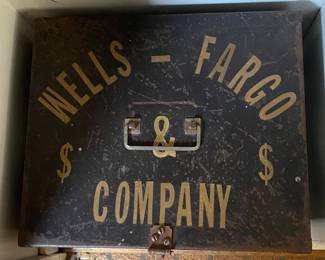 WELLS - FARGO
&
$ $
COMPANY